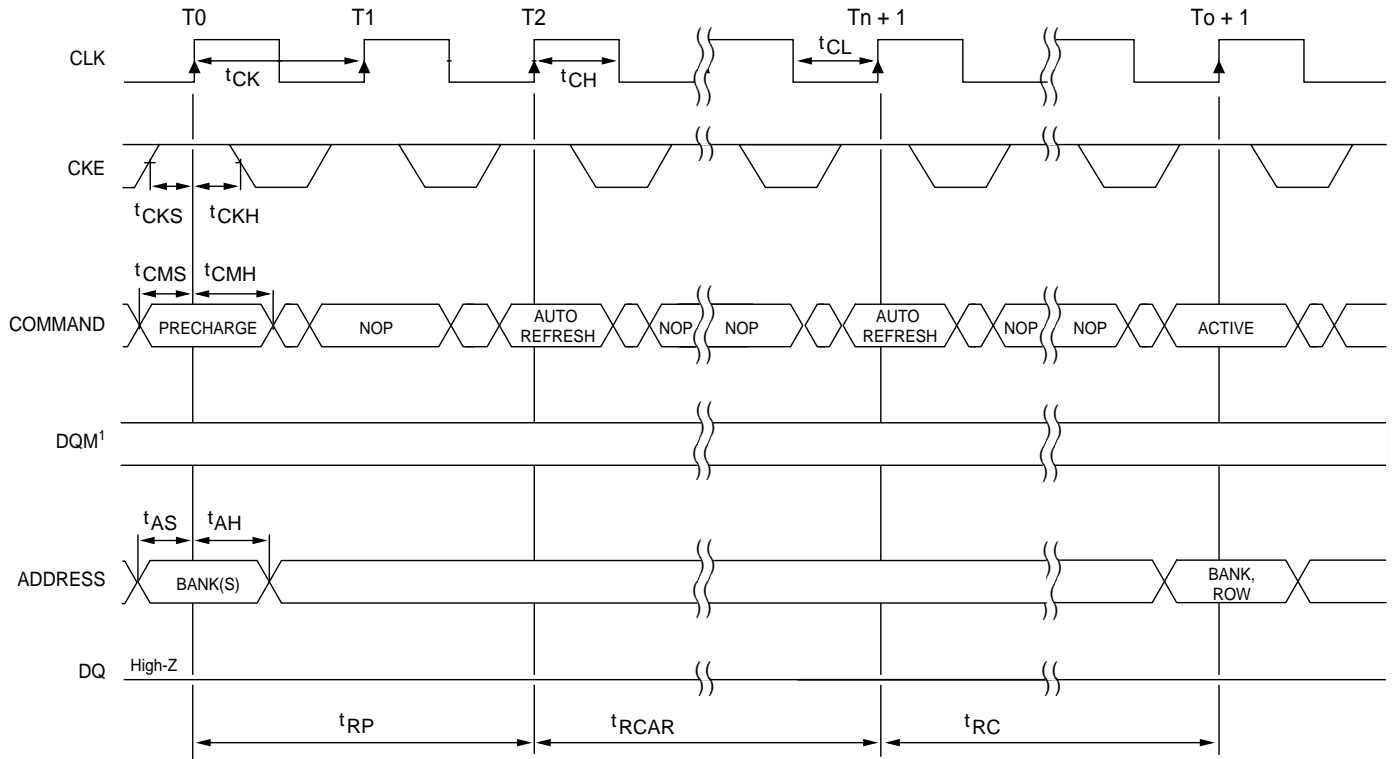 T0 T1 T2 Tn + 1 To + 1
CLK
tCK tCH tCL
CKE
tCKS tCKH
tCMS tCMH
COMMAND PRECHARGE NOP AUTO REFRESH NOP NOP AUTO REFRESH NOP NOP ACTIVE
DQM1
tAS tAH
ADDRESS BANK(S) BANK, ROW
DQ High-Z
tRP tRCAR tRC